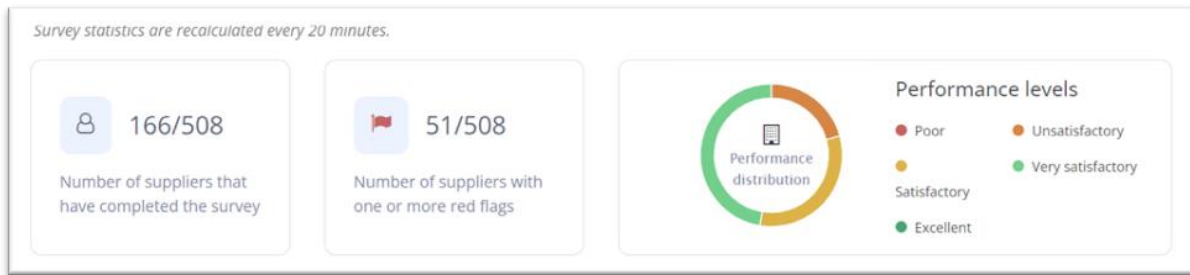 Survey statistics are recalculated every 20 minutes.
166/508
Number of suppliers that
have completed the survey
51/508
Number of suppliers with
one or more red flags
Performance
distribution
Performance levels
Poor
Unsatisfactory
Satisfactory
Very satisfactory
Excellent